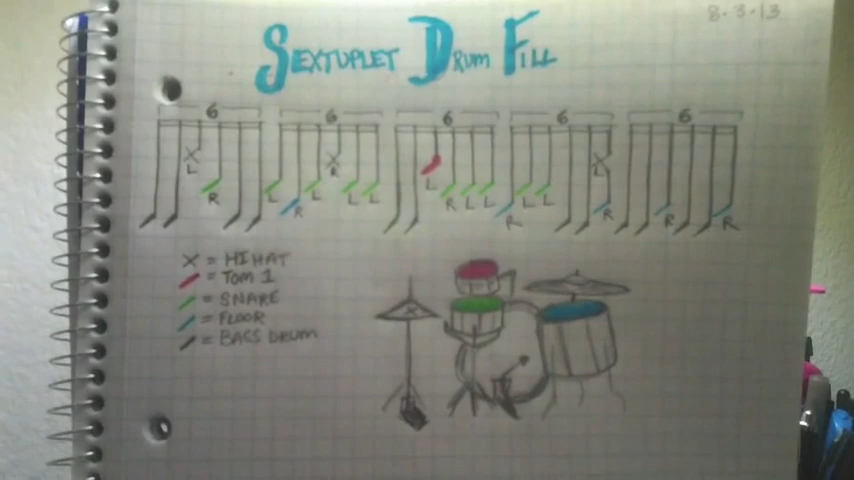 8.3.13
SEXTUPLET DRUM FILL
6 6 6 6 6
X X X
L R L R L R L L L R L L L R L L L R R R
X = HI HAT
= TOM 1
= SNARE
= FLOOR
= BASS DRUM
X